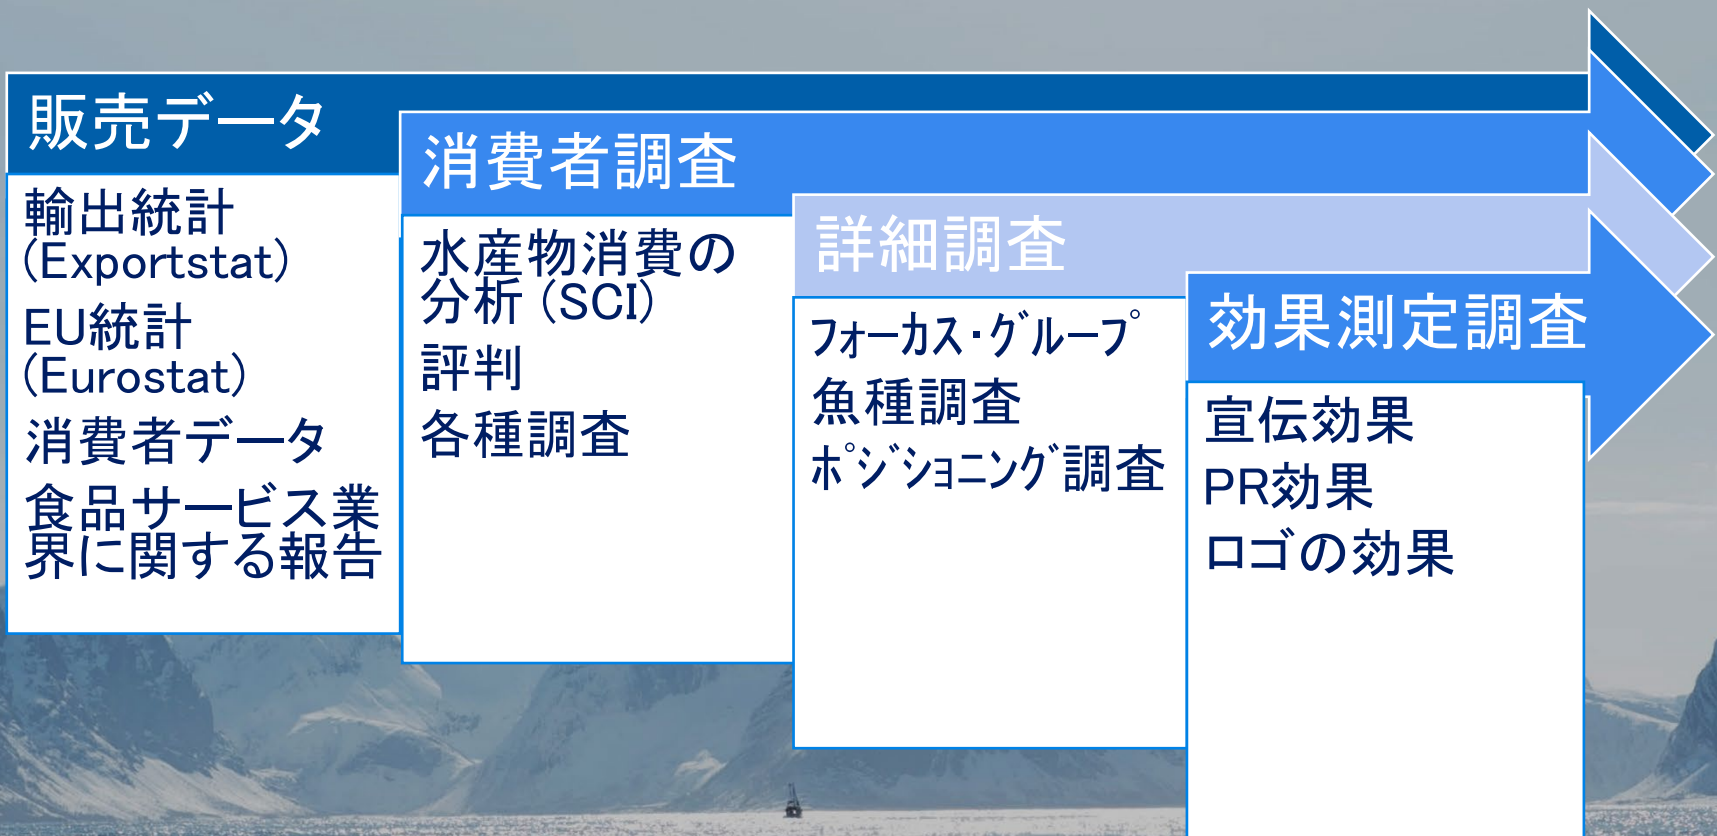 販売データ
輸出統計
(Exportstat)
EU統計
(Eurostat)
消費者データ
食品サービス業
界に関する報告
消費者調査
水産物消費の
分析 (SCI)
評判
各種調査
詳細調査
フォーカス・グループ
魚種調査
ポジショニング調査
効果測定調査
宣伝効果
PR効果
ロゴの効果